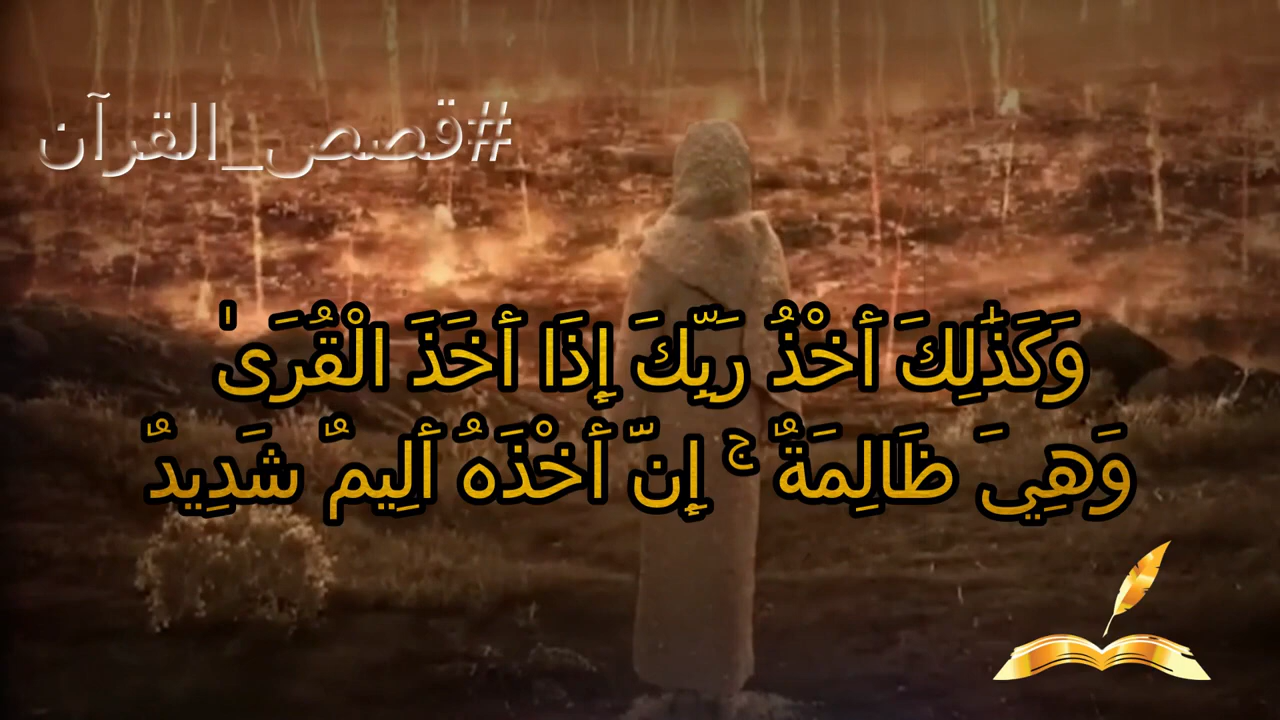 #قصص_القرآن
وَكَذَٰلِكَ أَخْذُ رَبِّكَ إِذَا أَخَذَ الْقُرَىٰ
وَهِيَ ظَالِمَةٌ ۚ إِنَّ أَخْذَهُ أَلِيمٌ شَدِيدٌ